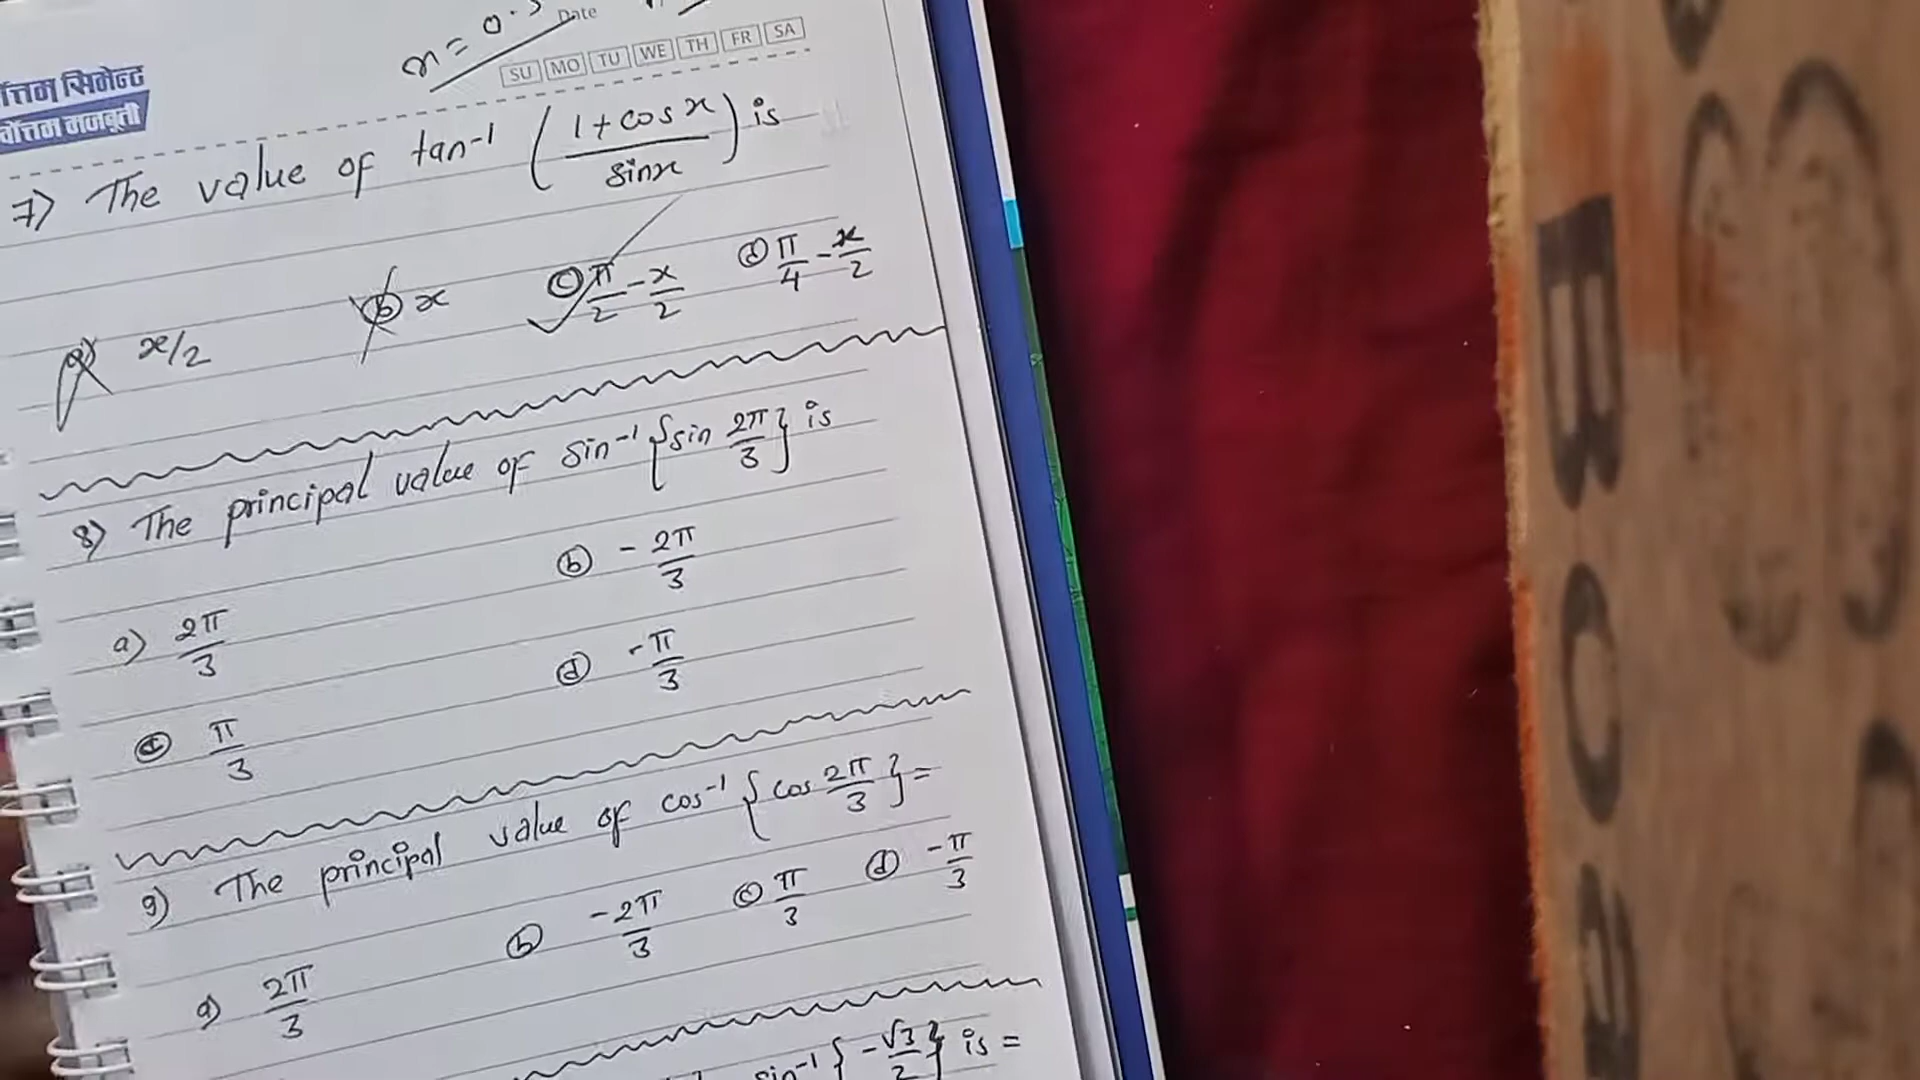 x = 0.5
Date
SU MO TU WE TH FR SA
त्तम सिमेन्ट
र्वोत्तम मजबूती
7) The value of tan⁻¹ ( (1 + cos x) / sin x ) is
a) x/2 (b) x (c) π/2 - x/2 (d) π/4 - x/2
8) The principal value of sin⁻¹ { sin 2π/3 } is
a) 2π/3 (b) - 2π/3
(c) π/3 (d) - π/3
9) The principal value of cos⁻¹ { cos 2π/3 } =
a) 2π/3 (b) - 2π/3 (c) π/3 (d) - π/3
sin⁻¹ { - √3/2 } is =